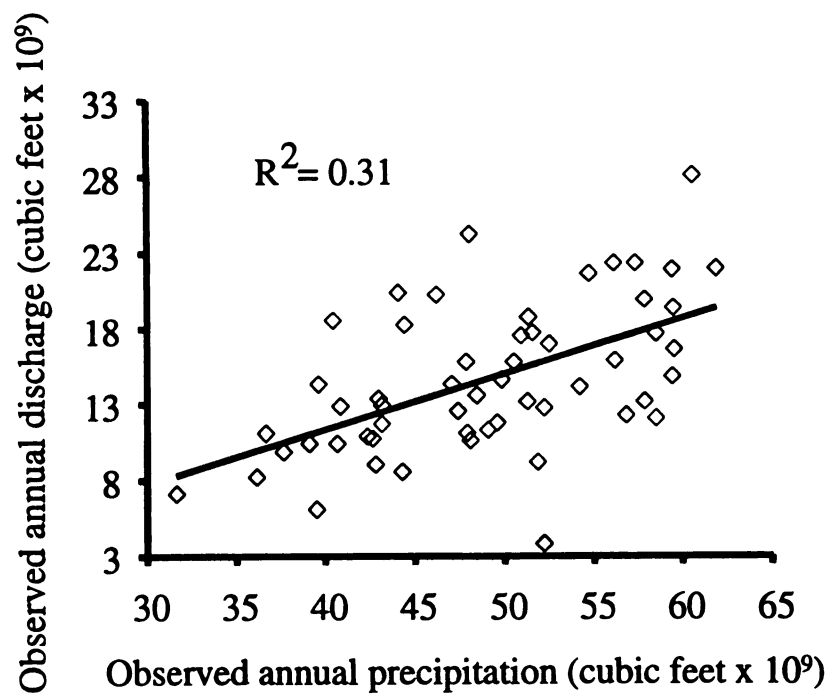 Observed annual discharge (cubic feet x 10⁹)
33
R²= 0.31
28
23
18
13
8
3
30 35 40 45 50 55 60 65
Observed annual precipitation (cubic feet x 10⁹)